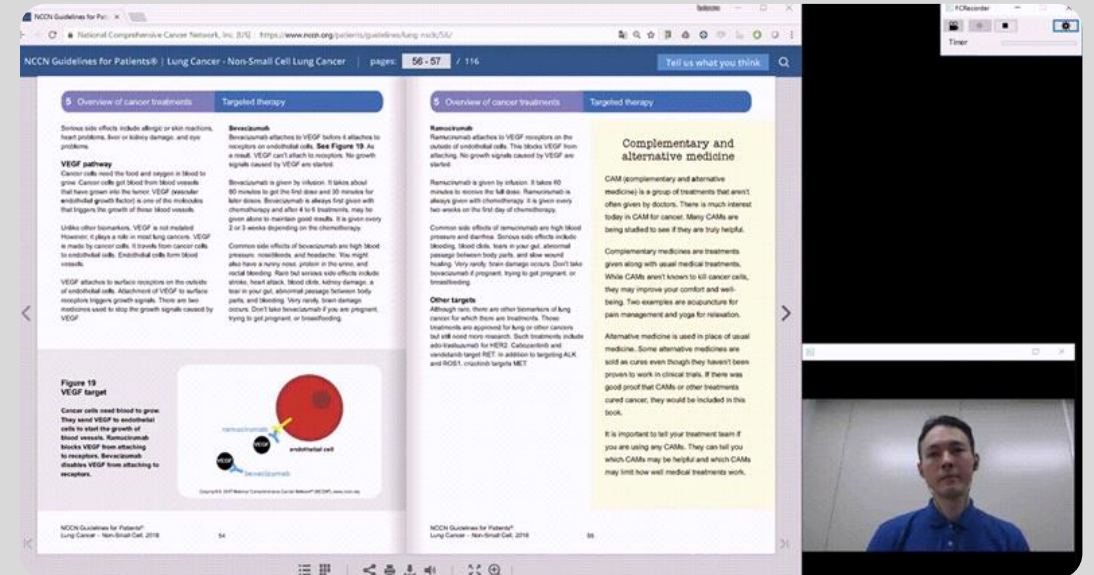 NCCN Guidelines for Pa
National Comprehensive Cancer Network, Inc [US]
https://www.nccn.org/patients/guidelines/lung-nsclc/56/
NCCN Guidelines for Patients® | Lung Cancer - Non-Small Cell Lung Cancer | pages: 56 - 57 / 116
Tell us what you think
5 Overview of cancer treatments Targeted therapy
Serious side effects include allergic or skin reactions,
heart problems, liver or kidney damage, and eye
problems.
VEGF pathway
Cancer cells need the food and oxygen in blood to
grow. Cancer cells get blood from blood vessels
that have grown into the tumor. VEGF (vascular
endothelial growth factor) is one of the molecules
that triggers the growth of these blood vessels.
Unlike other biomarkers, VEGF is not mutated.
However, it plays a role in most lung cancers. VEGF
is made by cancer cells. It travels from cancer cells
to endothelial cells. Endothelial cells form blood
vessels.
VEGF attaches to surface receptors on the outside
of endothelial cells. Attachment of VEGF to surface
receptors triggers growth signals. There are two
medicines used to stop the growth signals caused by
VEGF.
Bevacizumab
Bevacizumab attaches to VEGF before it attaches to
receptors on endothelial cells. See Figure 19. As
a result, VEGF can't attach to receptors. No growth
signals caused by VEGF are started.
Bevacizumab is given by infusion. It takes about
90 minutes to get the first dose and 30 minutes for
later doses. Bevacizumab is always first given with
chemotherapy and after 4 to 6 treatments, may be
given alone to maintain good results. It is given every
2 or 3 weeks depending on the chemotherapy.
Common side effects of bevacizumab are high blood
pressure, nosebleeds, and headache. You might
also have a runny nose, protein in the urine, and
rectal bleeding. Rare but serious side effects include
stroke, heart attack, blood clots, kidney damage, a
tear in your gut, abnormal passage between body
parts, and bleeding. Very rarely, brain damage
occurs. Don't take bevacizumab if you are pregnant,
trying to get pregnant, or breastfeeding.
Figure 19
VEGF target
Cancer cells need blood to grow.
They send VEGF to endothelial
cells to start the growth of
blood vessels. Ramucirumab
blocks VEGF from attaching
to receptors. Bevacizumab
disables VEGF from attaching to
receptors.
ramucirumab
VEGF
endothelial cell
VEGF
bevacizumab
Copyright © 2017 National Comprehensive Cancer Network® (NCCN®). www.nccn.org
NCCN Guidelines for Patients®
Lung Cancer – Non-Small Cell, 2018
54
5 Overview of cancer treatments Targeted therapy
Ramucirumab
Ramucirumab attaches to VEGF receptors on the
outside of endothelial cells. This blocks VEGF from
attaching. No growth signals caused by VEGF are
started.
Ramucirumab is given by infusion. It takes 60
minutes to receive the full dose. Ramucirumab is
always given with chemotherapy. It is given every
two weeks on the first day of chemotherapy.
Common side effects of ramucirumab are high blood
pressure and diarrhea. Serious side effects include
bleeding, blood clots, tears in your gut, abnormal
passage between body parts, and slow wound
healing. Very rarely, brain damage occurs. Don't take
bevacizumab if pregnant, trying to get pregnant, or
breastfeeding.
Other targets
Although rare, there are other biomarkers of lung
cancer for which there are treatments. These
treatments are approved for lung or other cancers
but still need more research. Such treatments include
ado-trastuzumab for HER2. Cabozantinib and
vandetanib target RET. In addition to targeting ALK
and ROS1, crizotinib targets MET.
Complementary and
alternative medicine
CAM (complementary and alternative
medicine) is a group of treatments that aren't
often given by doctors. There is much interest
today in CAM for cancer. Many CAMs are
being studied to see if they are truly helpful.
Complementary medicines are treatments
given along with usual medical treatments.
While CAMs aren't known to kill cancer cells,
they may improve your comfort and well-
being. Two examples are acupuncture for
pain management and yoga for relaxation.
Alternative medicine is used in place of usual
medicine. Some alternative medicines are
sold as cures even though they haven't been
proven to work in clinical trials. If there was
good proof that CAMs or other treatments
cured cancer, they would be included in this
book.
It is important to tell your treatment team if
you are using any CAMs. They can tell you
which CAMs may be helpful and which CAMs
may limit how well medical treatments work.
NCCN Guidelines for Patients®
Lung Cancer – Non-Small Cell, 2018
55
FCRecorder
Timer